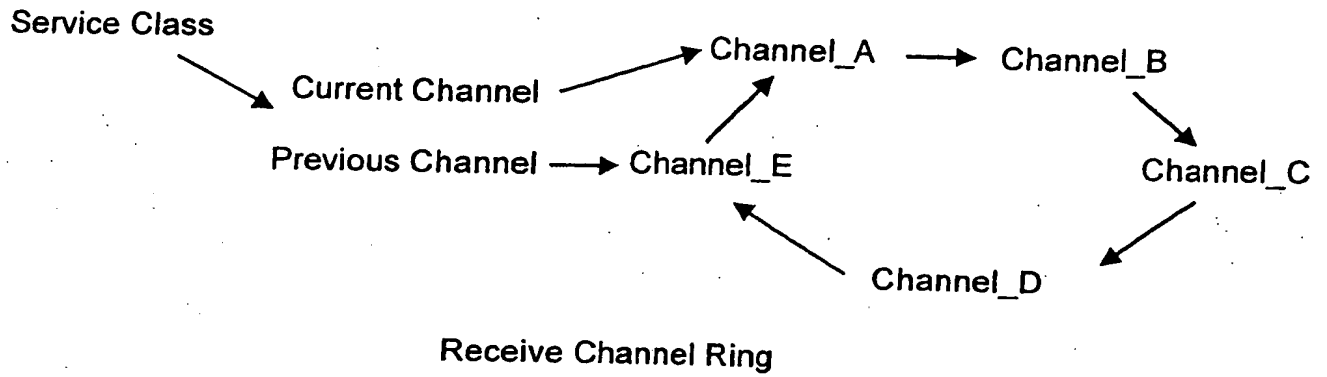 Service Class
Current Channel
Channel_A
Channel_B
Previous Channel
Channel_E
Channel_C
Channel_D
Receive Channel Ring